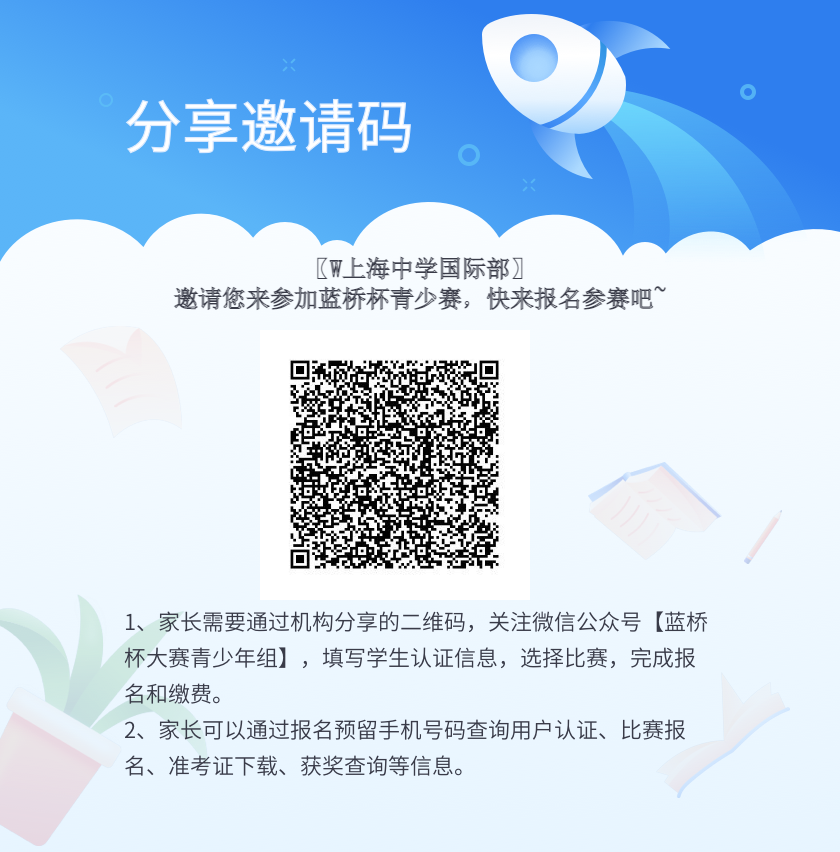 分享邀请码
〖W上海中学国际部〗
邀请您来参加蓝桥杯青少赛，快来报名参赛吧~
1、家长需要通过机构分享的二维码，关注微信公众号【蓝桥
杯大赛青少年组】，填写学生认证信息，选择比赛，完成报
名和缴费。
2、家长可以通过报名预留手机号码查询用户认证、比赛报
名、准考证下载、获奖查询等信息。